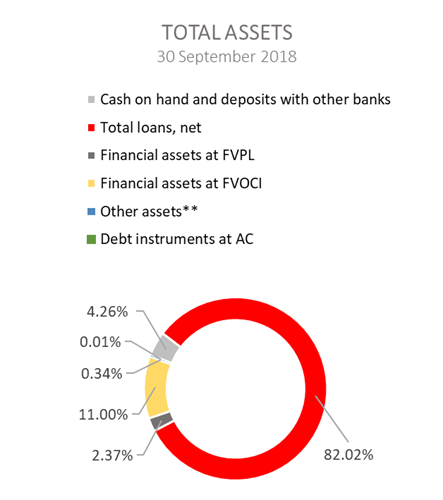 TOTAL ASSETS
30 September 2018
Cash on hand and deposits with other banks
Total loans, net
Financial assets at FVPL
Financial assets at FVOCI
Other assets**
Debt instruments at AC
4.26%
0.01%
0.34%
11.00%
2.37%
82.02%